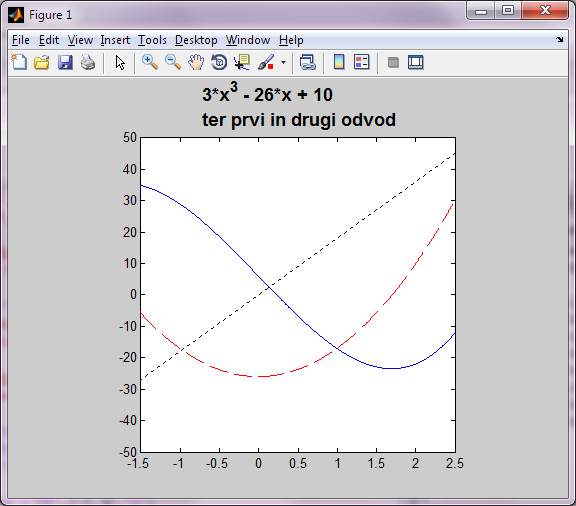 Figure 1
File Edit View Insert Tools Desktop Window Help
3*x^3 - 26*x + 10
ter prvi in drugi odvod
50
40
30
20
10
0
-10
-20
-30
-40
-50
-1.5 -1 -0.5 0 0.5 1 1.5 2 2.5